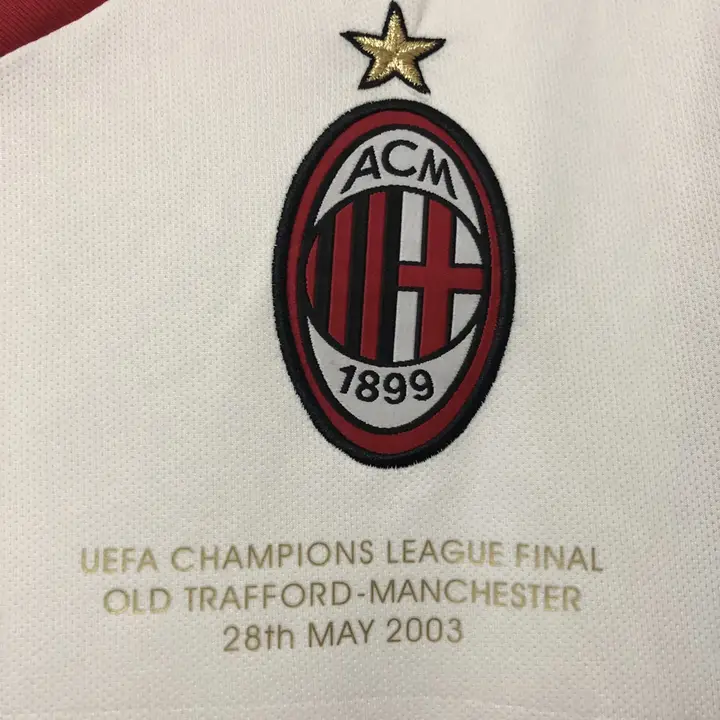 ACM
1899
UEFA CHAMPIONS LEAGUE FINAL
OLD TRAFFORD-MANCHESTER
28th MAY 2003